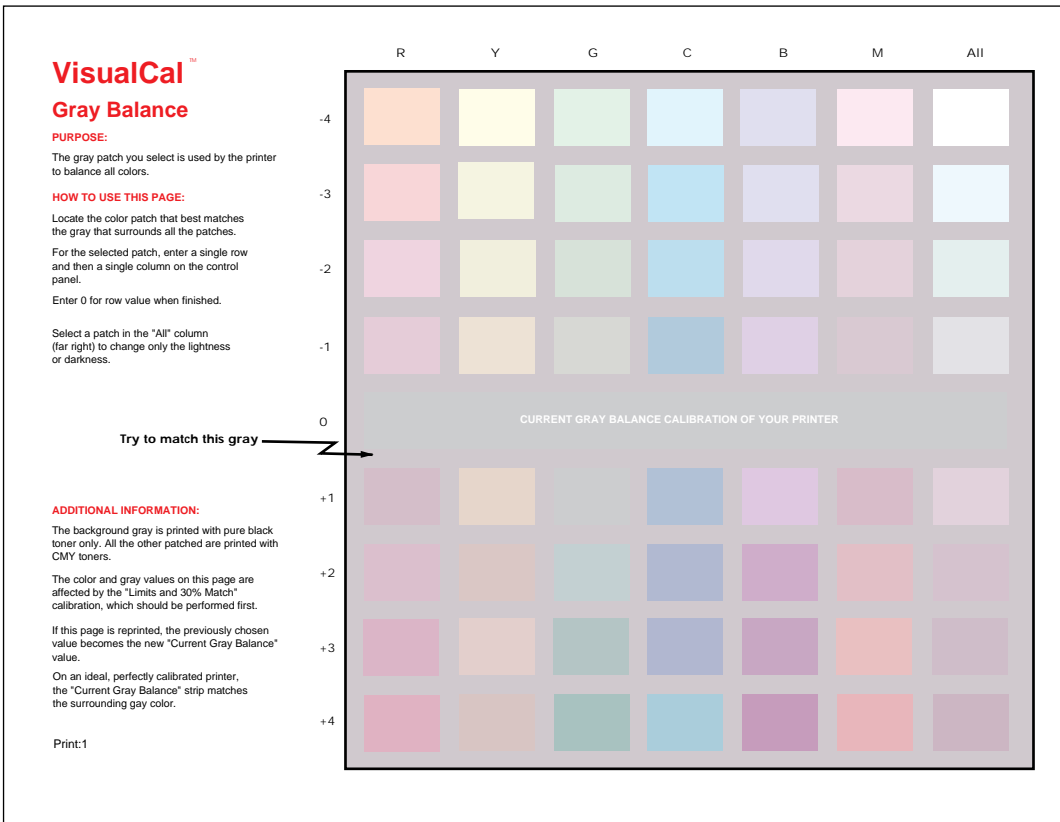 VisualCal™
Gray Balance
PURPOSE:
The gray patch you select is used by the printer
to balance all colors.
HOW TO USE THIS PAGE:
Locate the color patch that best matches
the gray that surrounds all the patches.
For the selected patch, enter a single row
and then a single column on the control
panel.
Enter 0 for row value when finished.
Select a patch in the "All" column
(far right) to change only the lightness
or darkness.
Try to match this gray
ADDITIONAL INFORMATION:
The background gray is printed with pure black
toner only. All the other patched are printed with
CMY toners.
The color and gray values on this page are
affected by the "Limits and 30% Match"
calibration, which should be performed first.
If this page is reprinted, the previously chosen
value becomes the new "Current Gray Balance"
value.
On an ideal, perfectly calibrated printer,
the "Current Gray Balance" strip matches
the surrounding gay color.
Print:1
R Y G C B M All
-4
-3
-2
-1
0
CURRENT GRAY BALANCE CALIBRATION OF YOUR PRINTER
+1
+2
+3
+4